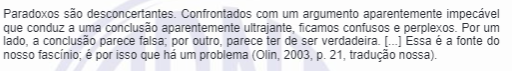 Paradoxos são desconcertantes. Confrontados com um argumento aparentemente impecável
que conduz a uma conclusão aparentemente ultrajante, ficamos confusos e perplexos. Por um
lado, a conclusão parece falsa; por outro, parece ter de ser verdadeira. [...] Essa é a fonte do
nosso fascínio; é por isso que há um problema (Olin, 2003, p. 21, tradução nossa).